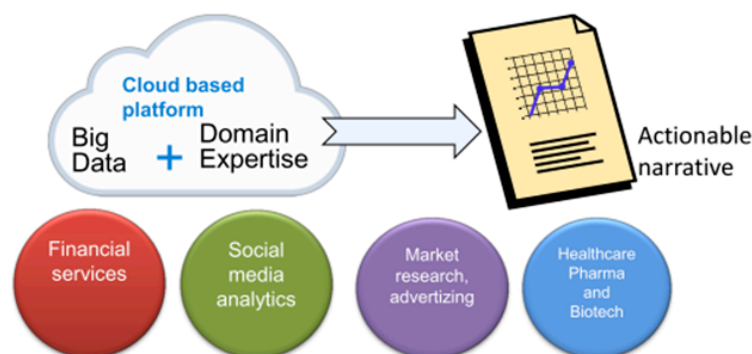 Cloud based
platform
Big
Data
+
Domain
Expertise
Actionable
narrative
Financial
services
Social
media
analytics
Market
research,
advertizing
Healthcare
Pharma
and
Biotech